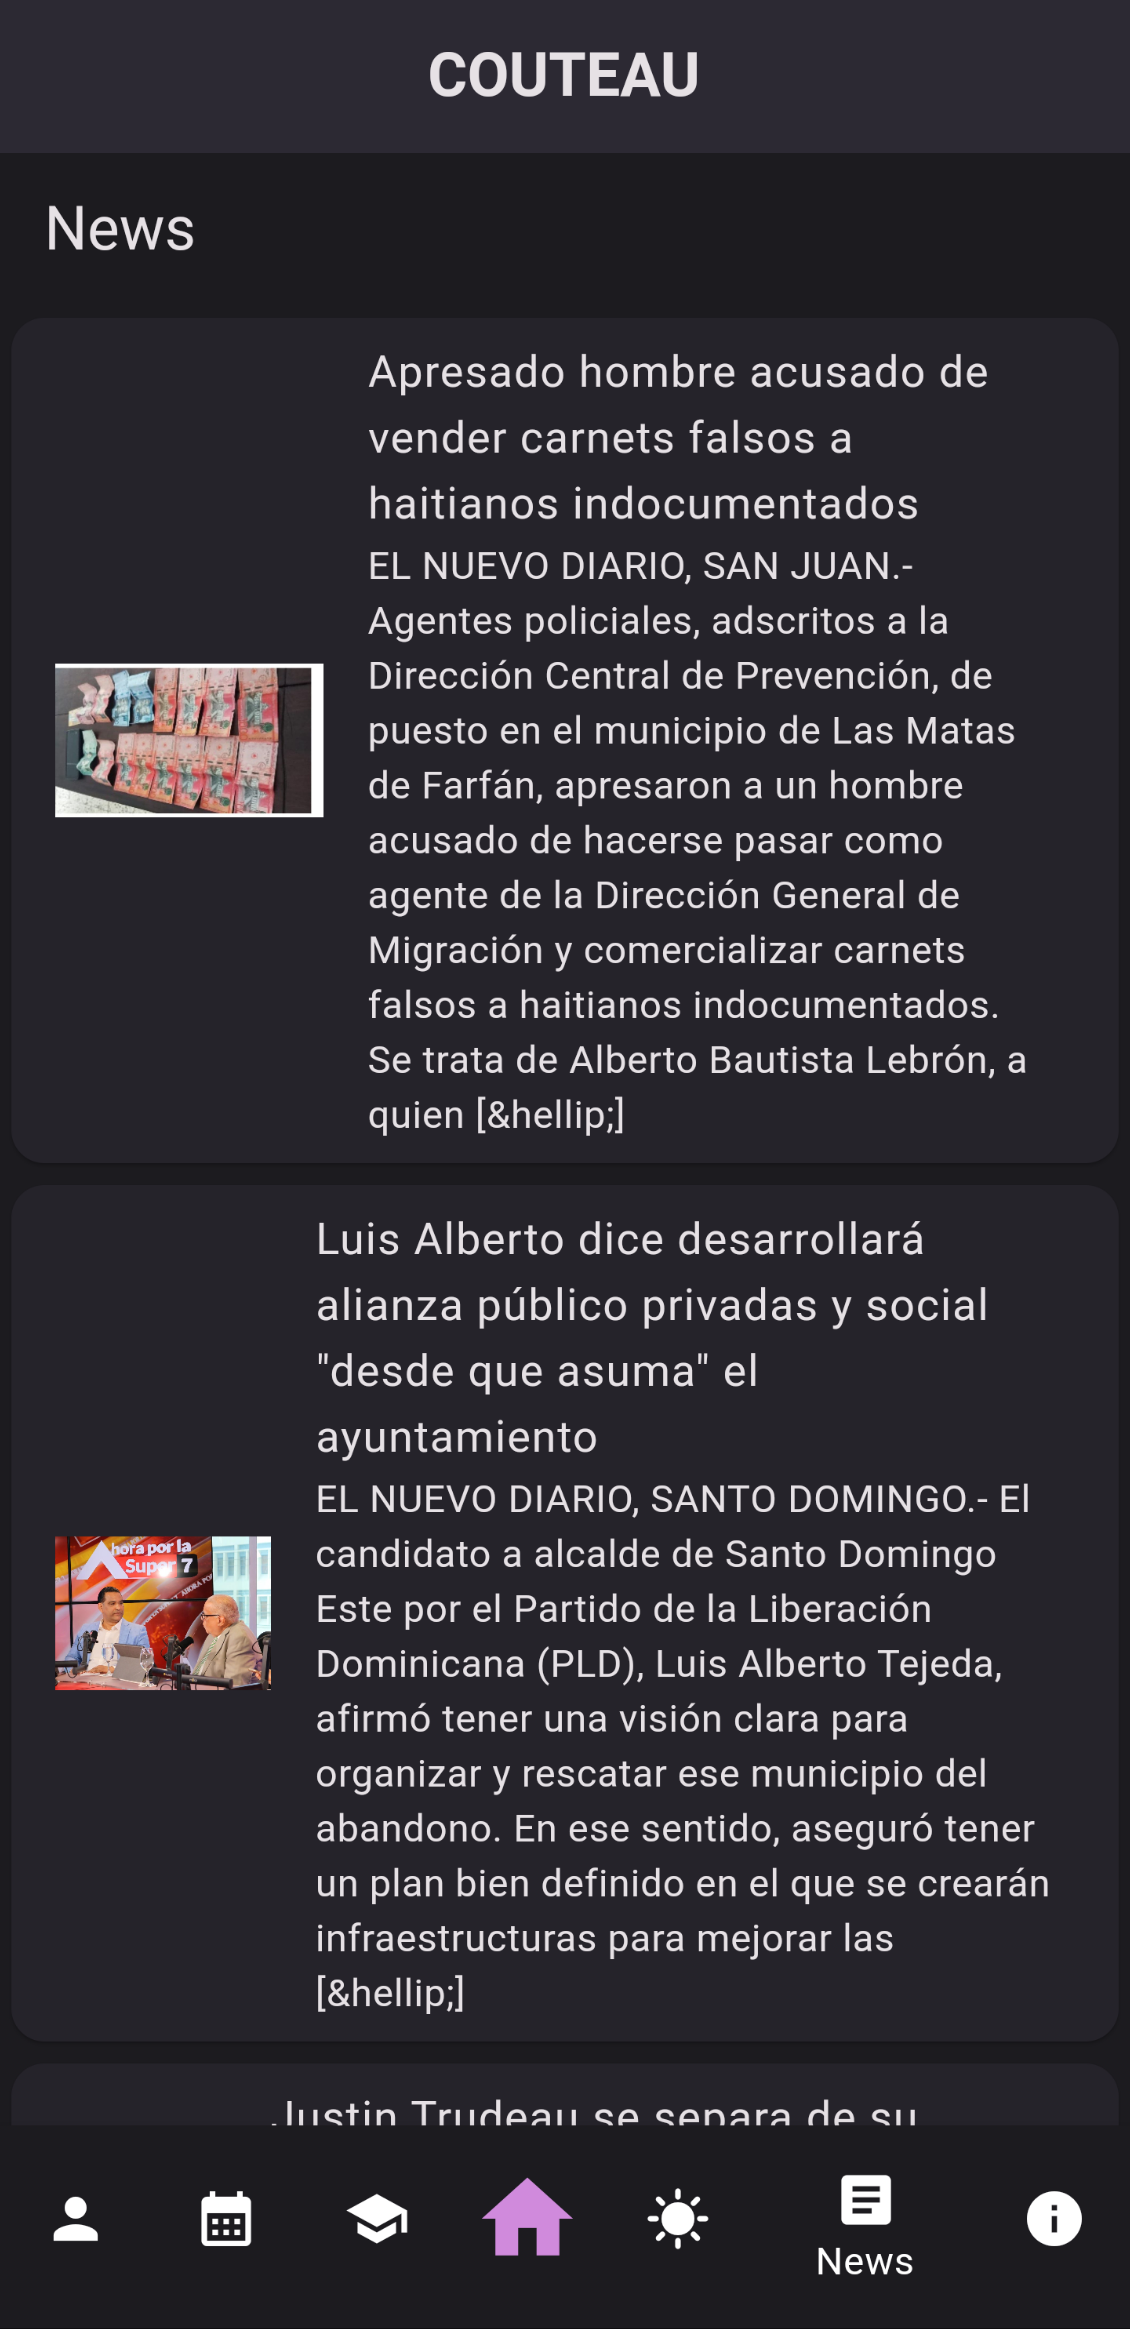 COUTEAU
News
Apresado hombre acusado de
vender carnets falsos a
haitianos indocumentados
EL NUEVO DIARIO, SAN JUAN.-
Agentes policiales, adscritos a la
Dirección Central de Prevención, de
puesto en el municipio de Las Matas
de Farfán, apresaron a un hombre
acusado de hacerse pasar como
agente de la Dirección General de
Migración y comercializar carnets
falsos a haitianos indocumentados.
Se trata de Alberto Bautista Lebrón, a
quien [&hellip;]
Luis Alberto dice desarrollará
alianza público privadas y social
"desde que asuma" el
ayuntamiento
EL NUEVO DIARIO, SANTO DOMINGO.- El
candidato a alcalde de Santo Domingo
Este por el Partido de la Liberación
Dominicana (PLD), Luis Alberto Tejeda,
afirmó tener una visión clara para
organizar y rescatar ese municipio del
abandono. En ese sentido, aseguró tener
un plan bien definido en el que se crearán
infraestructuras para mejorar las
[&hellip;]
Ahora por la
Super 7
Justin Trudeau se separa de su
News